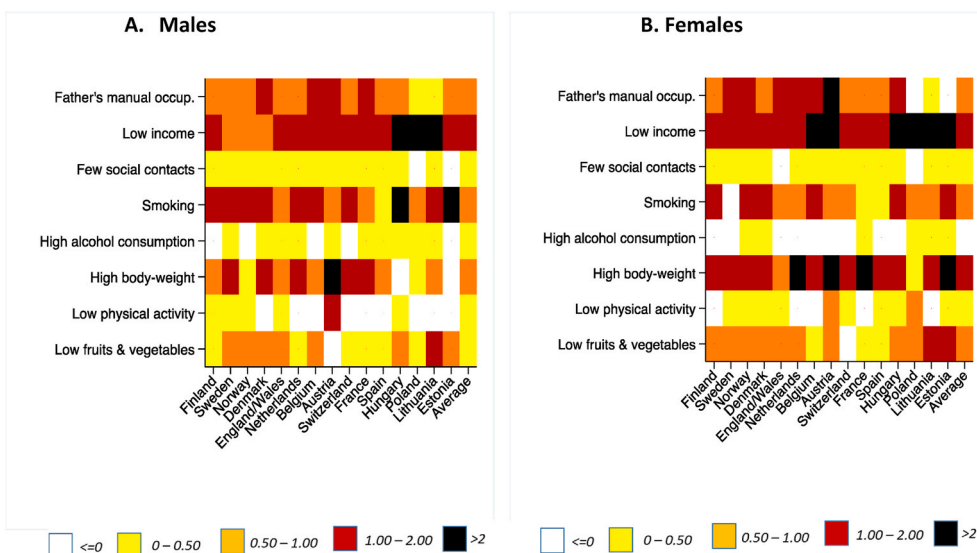 A. Males
Father's manual occup.
Low income
Few social contacts
Smoking
High alcohol consumption
High body-weight
Low physical activity
Low fruits & vegetables
Finland
Sweden
Norway
Denmark
England/Wales
Netherlands
Belgium
Austria
Switzerland
France
Spain
Hungary
Poland
Lithuania
Estonia
Average
<=0
0 – 0.50
0.50 – 1.00
1.00 – 2.00
>2
B. Females
Father's manual occup.
Low income
Few social contacts
Smoking
High alcohol consumption
High body-weight
Low physical activity
Low fruits & vegetables
Finland
Sweden
Norway
Denmark
England/Wales
Netherlands
Belgium
Austria
Switzerland
France
Spain
Hungary
Poland
Lithuania
Estonia
Average
<=0
0 – 0.50
0.50 – 1.00
1.00 – 2.00
>2